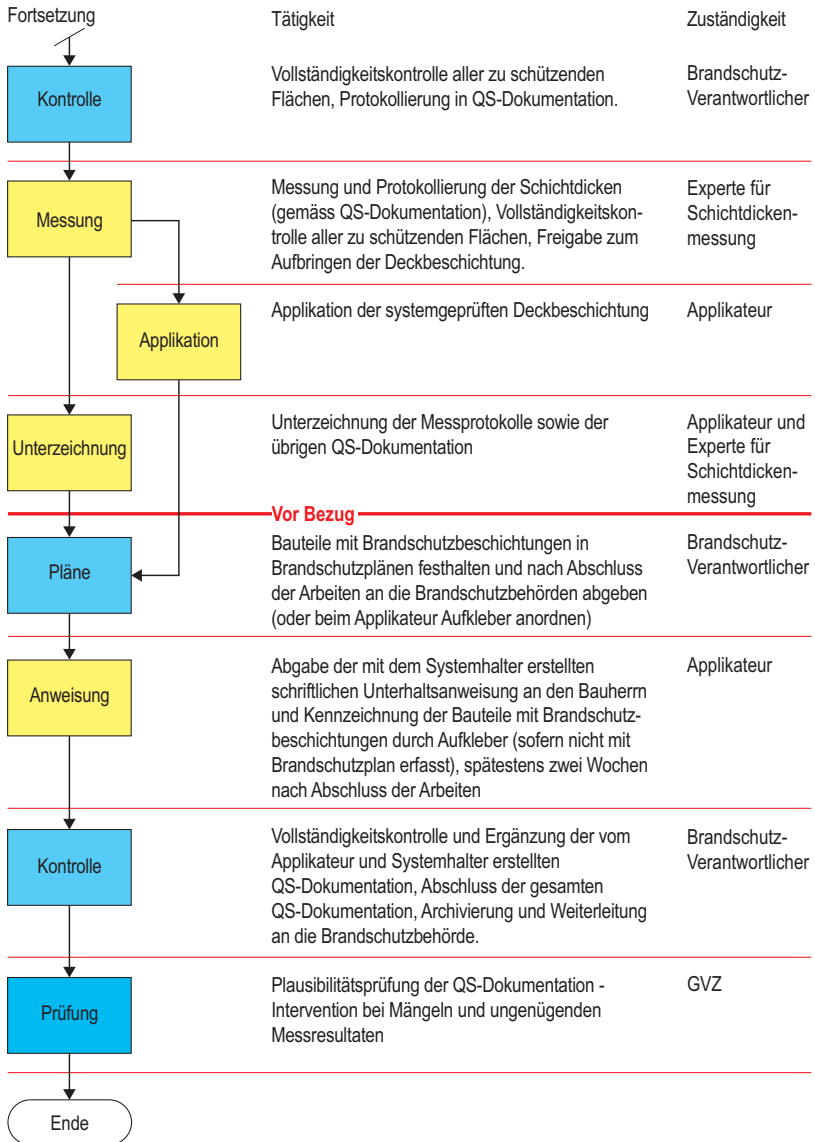 Fortsetzung
Tätigkeit
Zuständigkeit
Kontrolle
Vollständigkeitskontrolle aller zu schützenden
Flächen, Protokollierung in QS-Dokumentation.
Brandschutz-
Verantwortlicher
Messung
Messung und Protokollierung der Schichtdicken
(gemäss QS-Dokumentation), Vollständigkeitskon-
trolle aller zu schützenden Flächen, Freigabe zum
Aufbringen der Deckbeschichtung.
Experte für
Schichtdicken-
messung
Applikation
Applikation der systemgeprüften Deckbeschichtung
Applikateur
Unterzeichnung
Unterzeichnung der Messprotokolle sowie der
übrigen QS-Dokumentation
Applikateur und
Experte für
Schichtdicken-
messung
Vor Bezug
Pläne
Bauteile mit Brandschutzbeschichtungen in
Brandschutzplänen festhalten und nach Abschluss
der Arbeiten an die Brandschutzbehörden abgeben
(oder beim Applikateur Aufkleber anordnen)
Brandschutz-
Verantwortlicher
Anweisung
Abgabe der mit dem Systemhalter erstellten
schriftlichen Unterhaltsanweisung an den Bauherrn
und Kennzeichnung der Bauteile mit Brandschutz-
beschichtungen durch Aufkleber (sofern nicht mit
Brandschutzplan erfasst), spätestens zwei Wochen
nach Abschluss der Arbeiten
Applikateur
Kontrolle
Vollständigkeitskontrolle und Ergänzung der vom
Applikateur und Systemhalter erstellten
QS-Dokumentation, Abschluss der gesamten
QS-Dokumentation, Archivierung und Weiterleitung
an die Brandschutzbehörde.
Brandschutz-
Verantwortlicher
Prüfung
Plausibilitätsprüfung der QS-Dokumentation -
Intervention bei Mängeln und ungenügenden
Messresultaten
GVZ
Ende